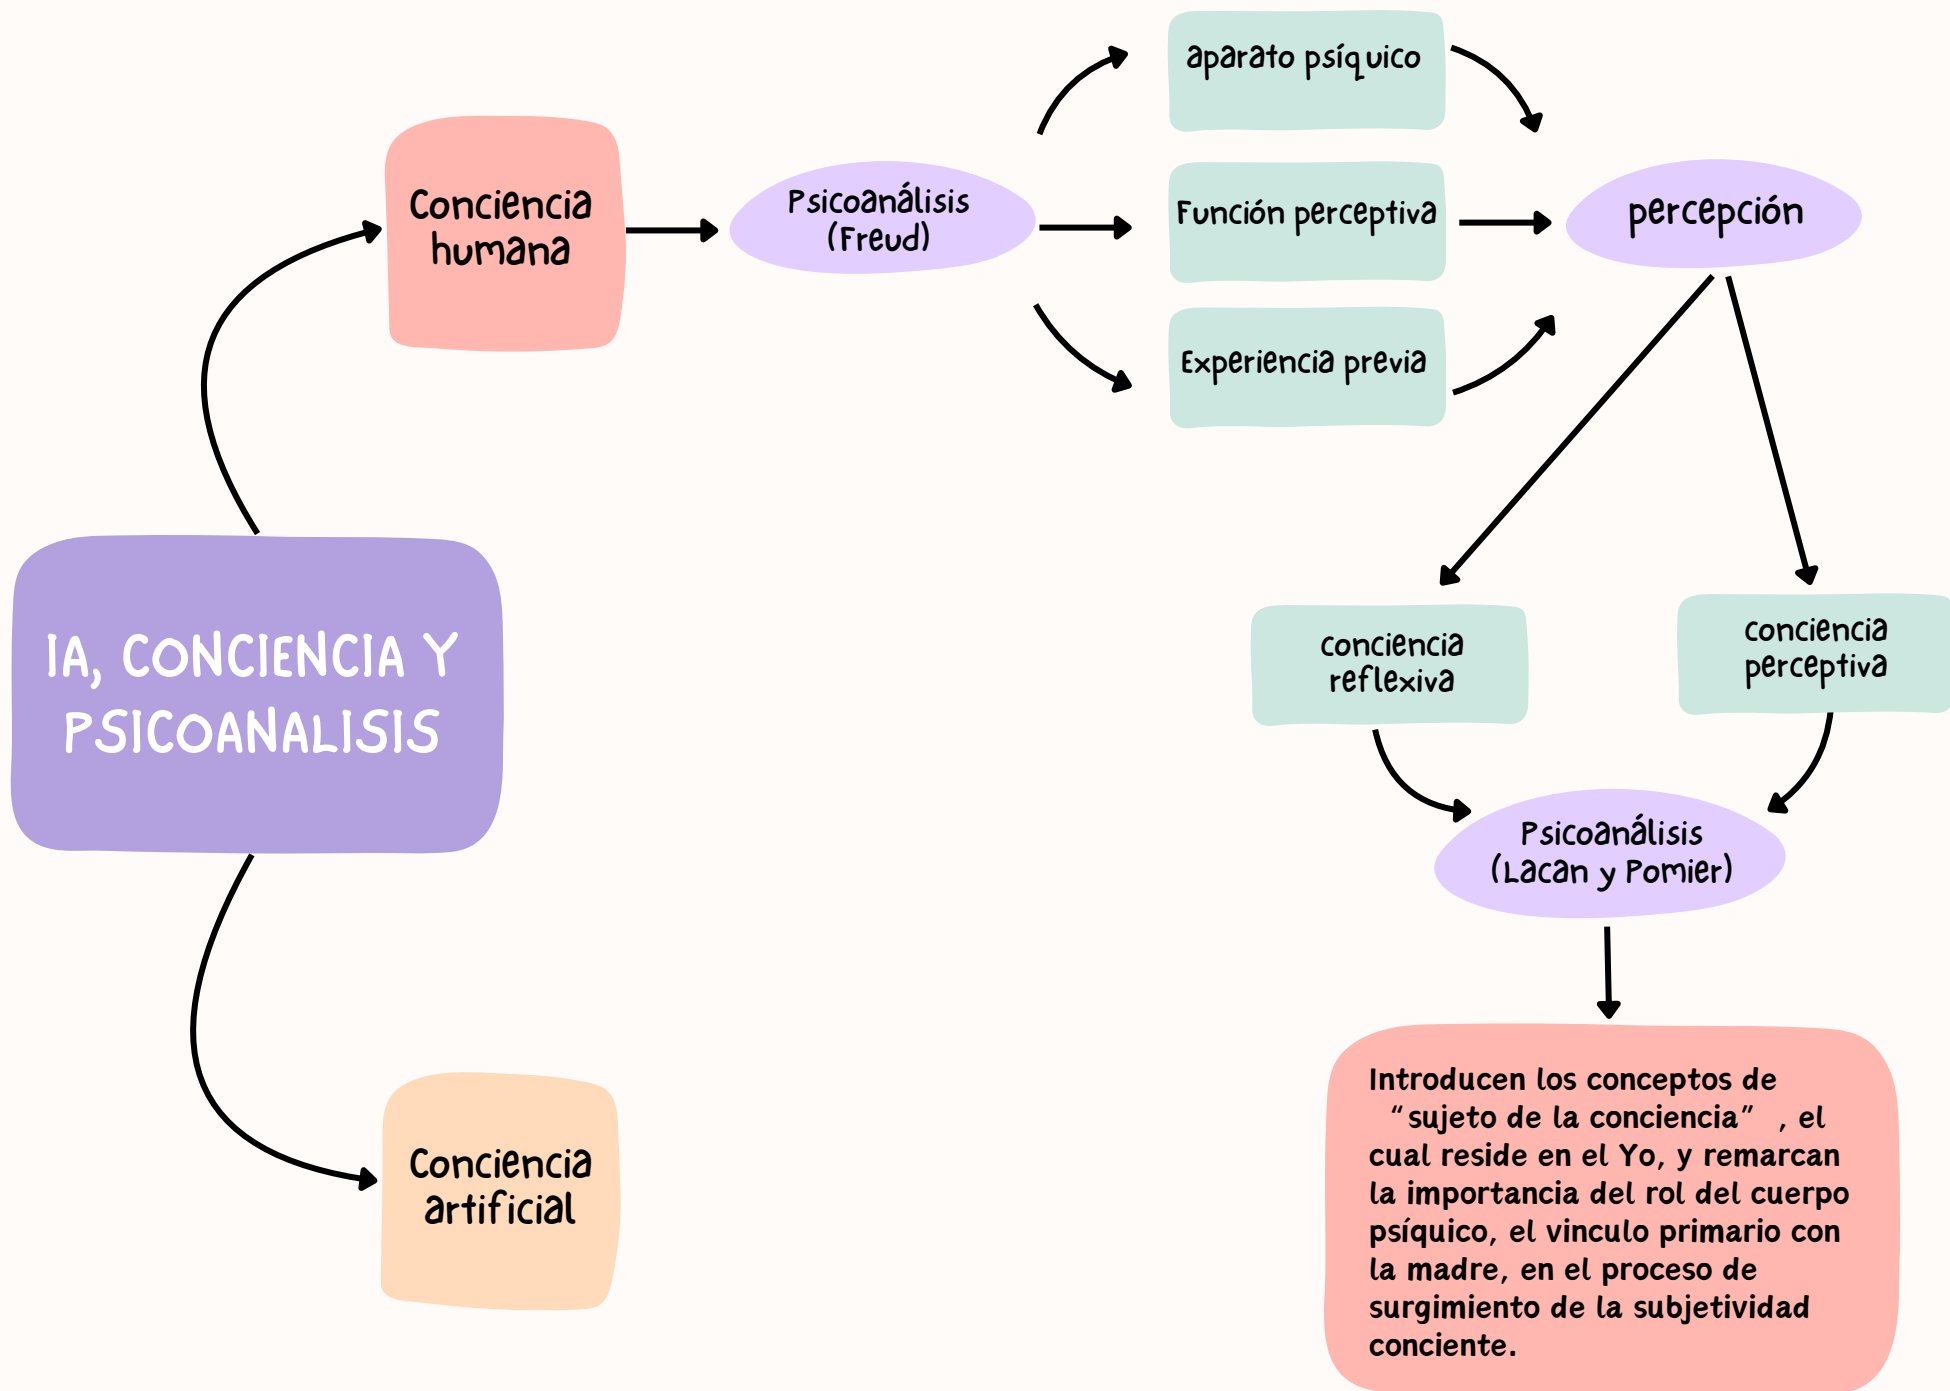 aparato psíquico
Conciencia
humana
Psicoanálisis
(Freud)
Función perceptiva
percepción
Experiencia previa
IA, CONCIENCIA Y
PSICOANALISIS
conciencia
reflexiva
conciencia
perceptiva
Psicoanálisis
(Lacan y Pomier)
Introducen los conceptos de
“sujeto de la conciencia” , el
cual reside en el Yo, y remarcan
la importancia del rol del cuerpo
psíquico, el vinculo primario con
la madre, en el proceso de
surgimiento de la subjetividad
conciente.
Conciencia
artificial